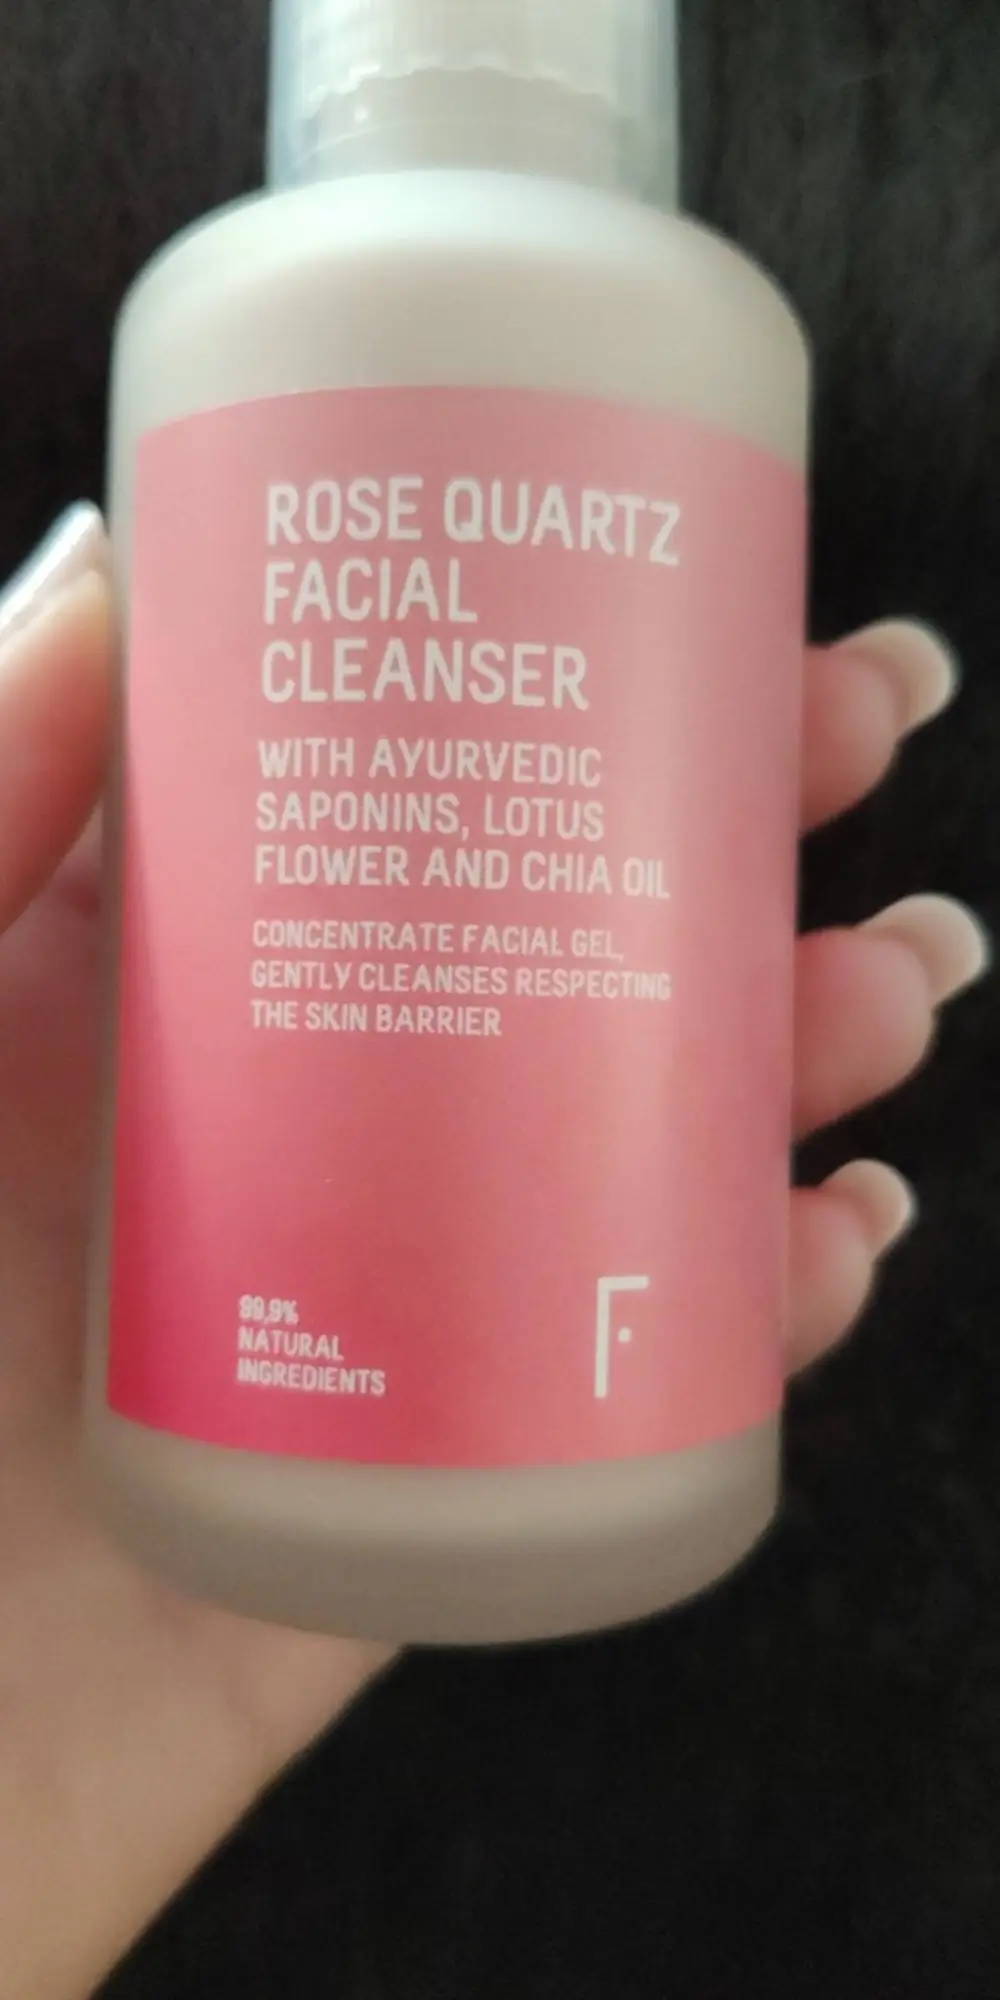 ROSE QUARTZ
FACIAL
CLEANSER
WITH AYURVEDIC
SAPONINS, LOTUS
FLOWER AND CHIA OIL
CONCENTRATE FACIAL GEL,
GENTLY CLEANSES RESPECTING
THE SKIN BARRIER
99,9%
NATURAL
INGREDIENTS
F